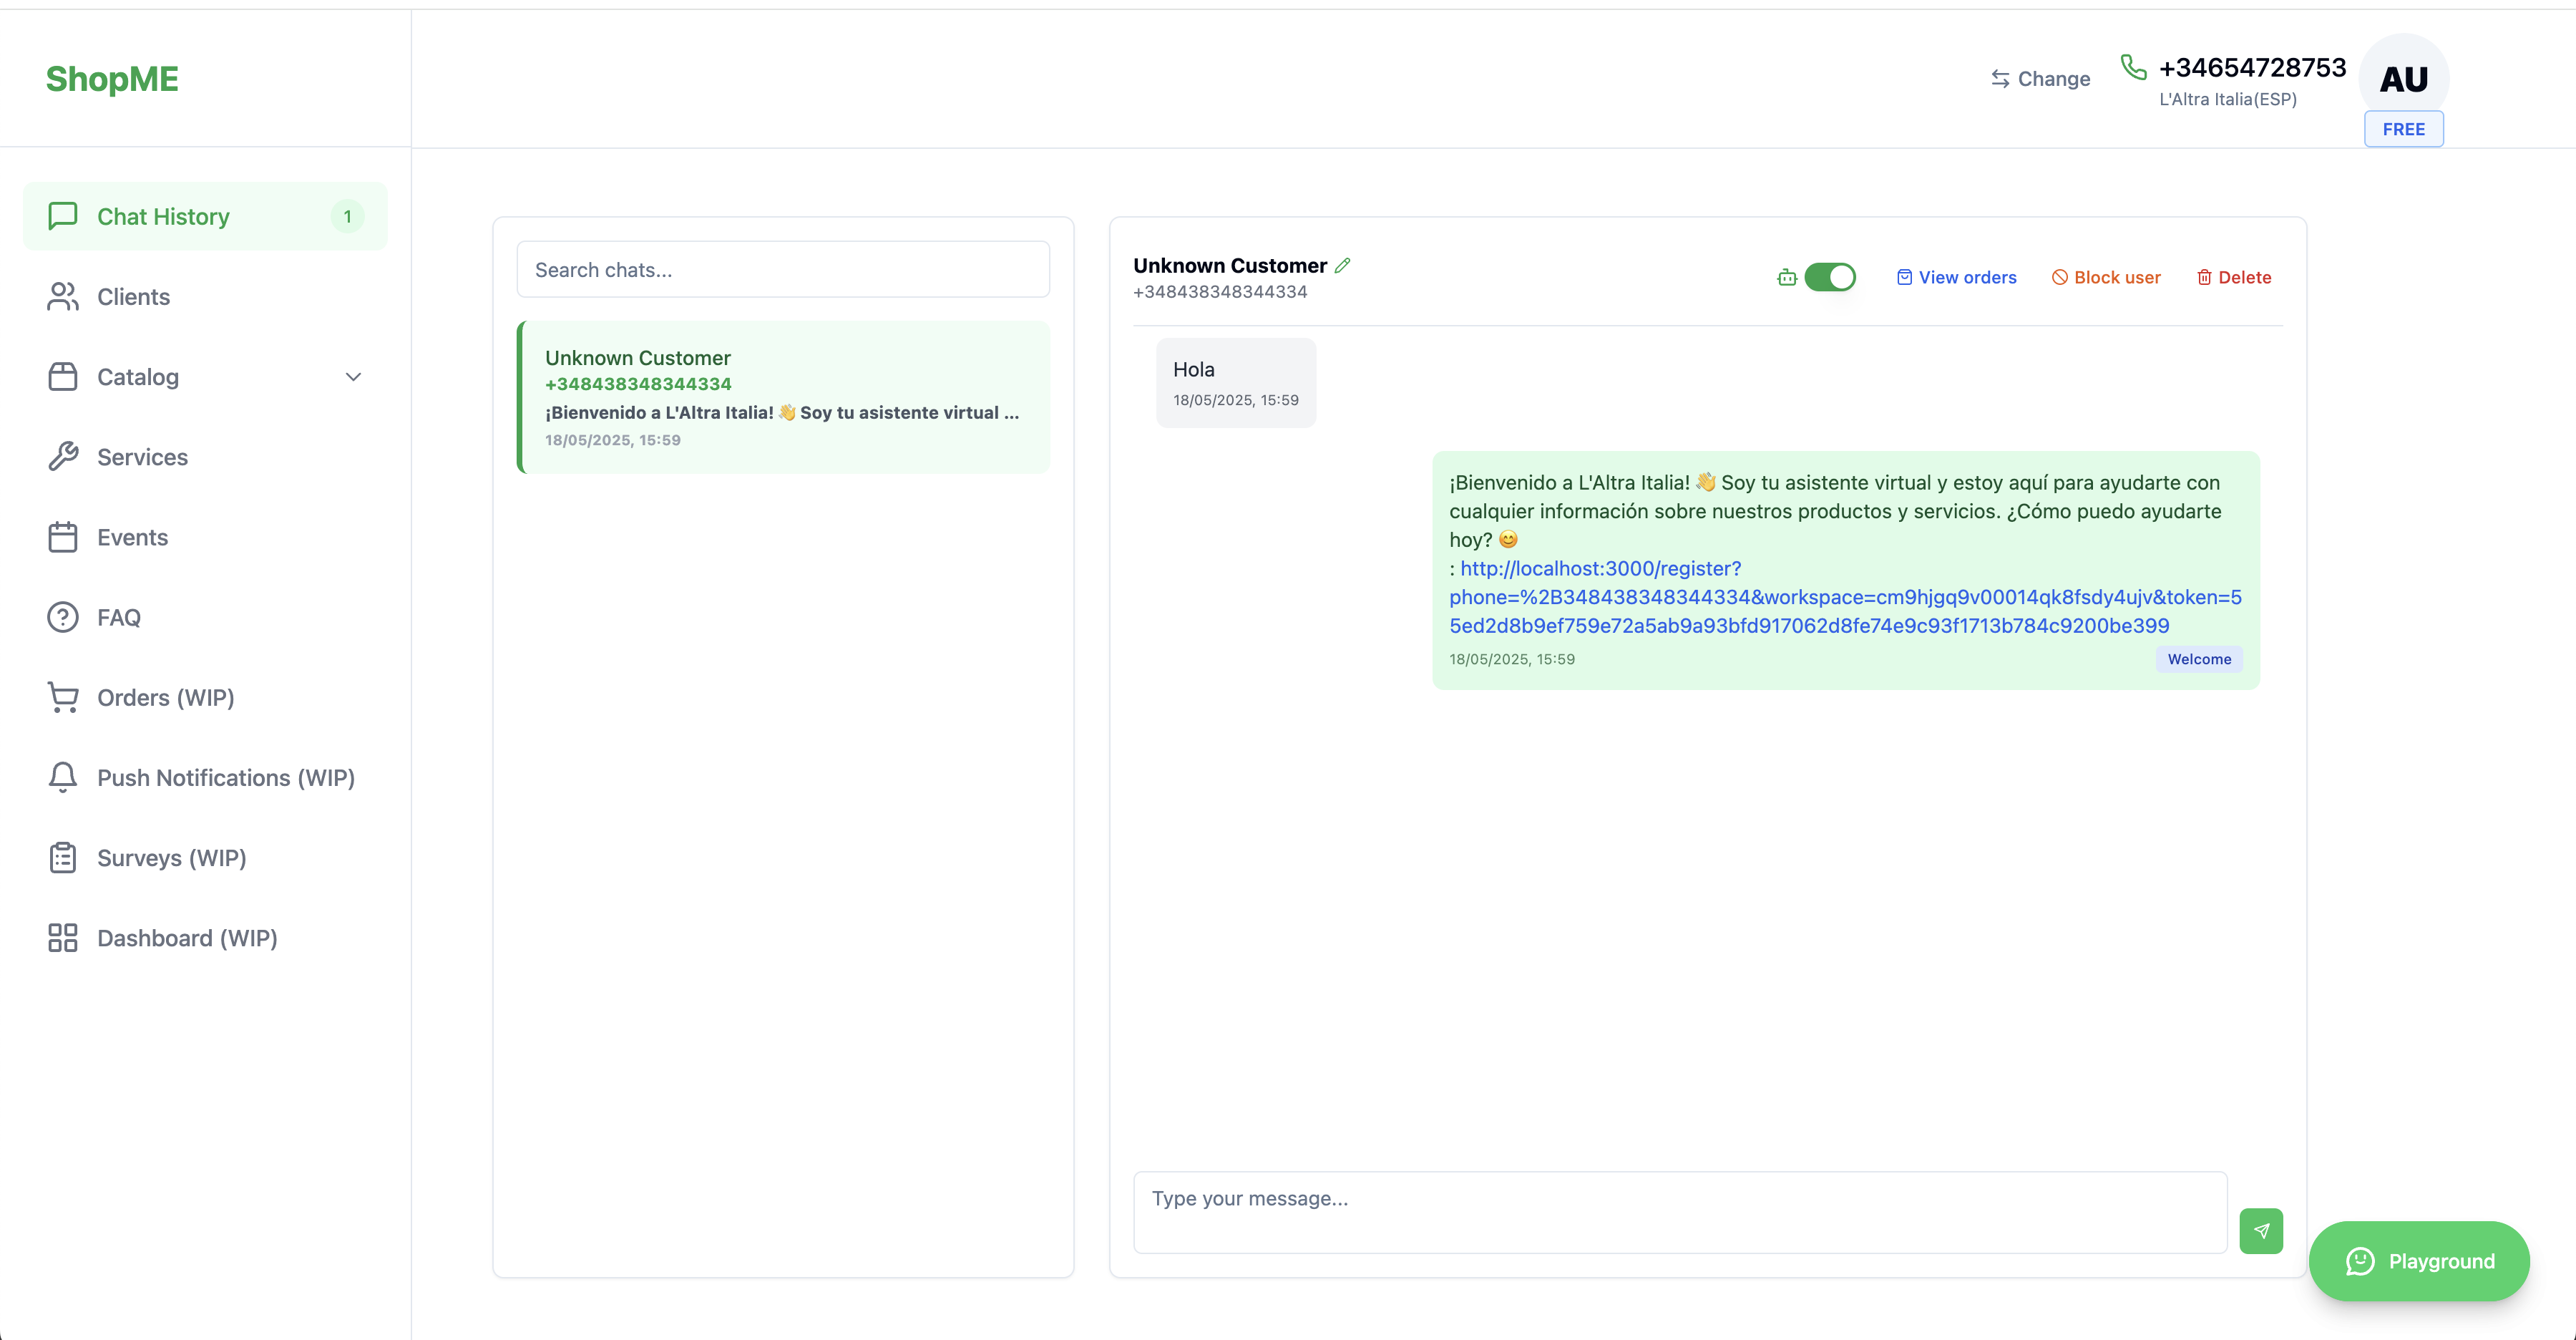 ShopME
Change
+34654728753
L'Altra Italia(ESP)
AU
FREE
Chat History
1
Clients
Catalog
Services
Events
FAQ
Orders (WIP)
Push Notifications (WIP)
Surveys (WIP)
Dashboard (WIP)
Search chats...
Unknown Customer
+348438348344334
¡Bienvenido a L'Altra Italia! 👋 Soy tu asistente virtual ...
18/05/2025, 15:59
Unknown Customer
+348438348344334
View orders
Block user
Delete
Hola
18/05/2025, 15:59
¡Bienvenido a L'Altra Italia! 👋 Soy tu asistente virtual y estoy aquí para ayudarte con
cualquier información sobre nuestros productos y servicios. ¿Cómo puedo ayudarte
hoy? 😊
: http://localhost:3000/register?
phone=%2B348438348344334&workspace=cm9hjgq9v00014qk8fsdy4ujv&token=5
5ed2d8b9ef759e72a5ab9a93bfd917062d8fe74e9c93f1713b784c9200be399
18/05/2025, 15:59
Welcome
Type your message...
Playground